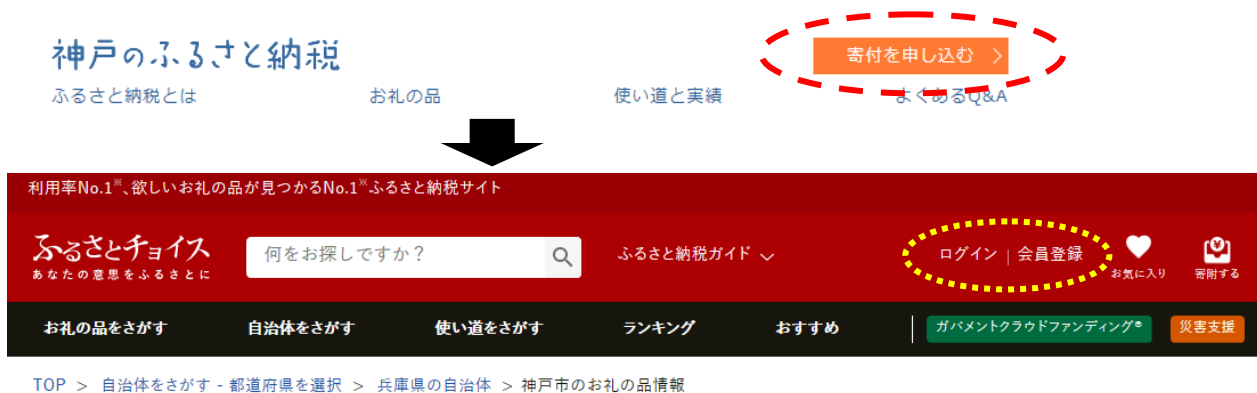 神戸のふるさと納税
寄付を申し込む
ふるさと納税とは お礼の品 使い道と実績 よくあるQ&A
利用率No.1※、欲しいお礼の品が見つかるNo.1※ふるさと納税サイト
ふるさとチョイス
あなたの意思をふるさとに
何をお探しですか？
ふるさと納税ガイド
ログイン | 会員登録
お気に入り
寄附する
お礼の品をさがす 自治体をさがす 使い道をさがす ランキング おすすめ ガバメントクラウドファンディング® 災害支援
TOP > 自治体をさがす - 都道府県を選択 > 兵庫県の自治体 > 神戸市のお礼の品情報